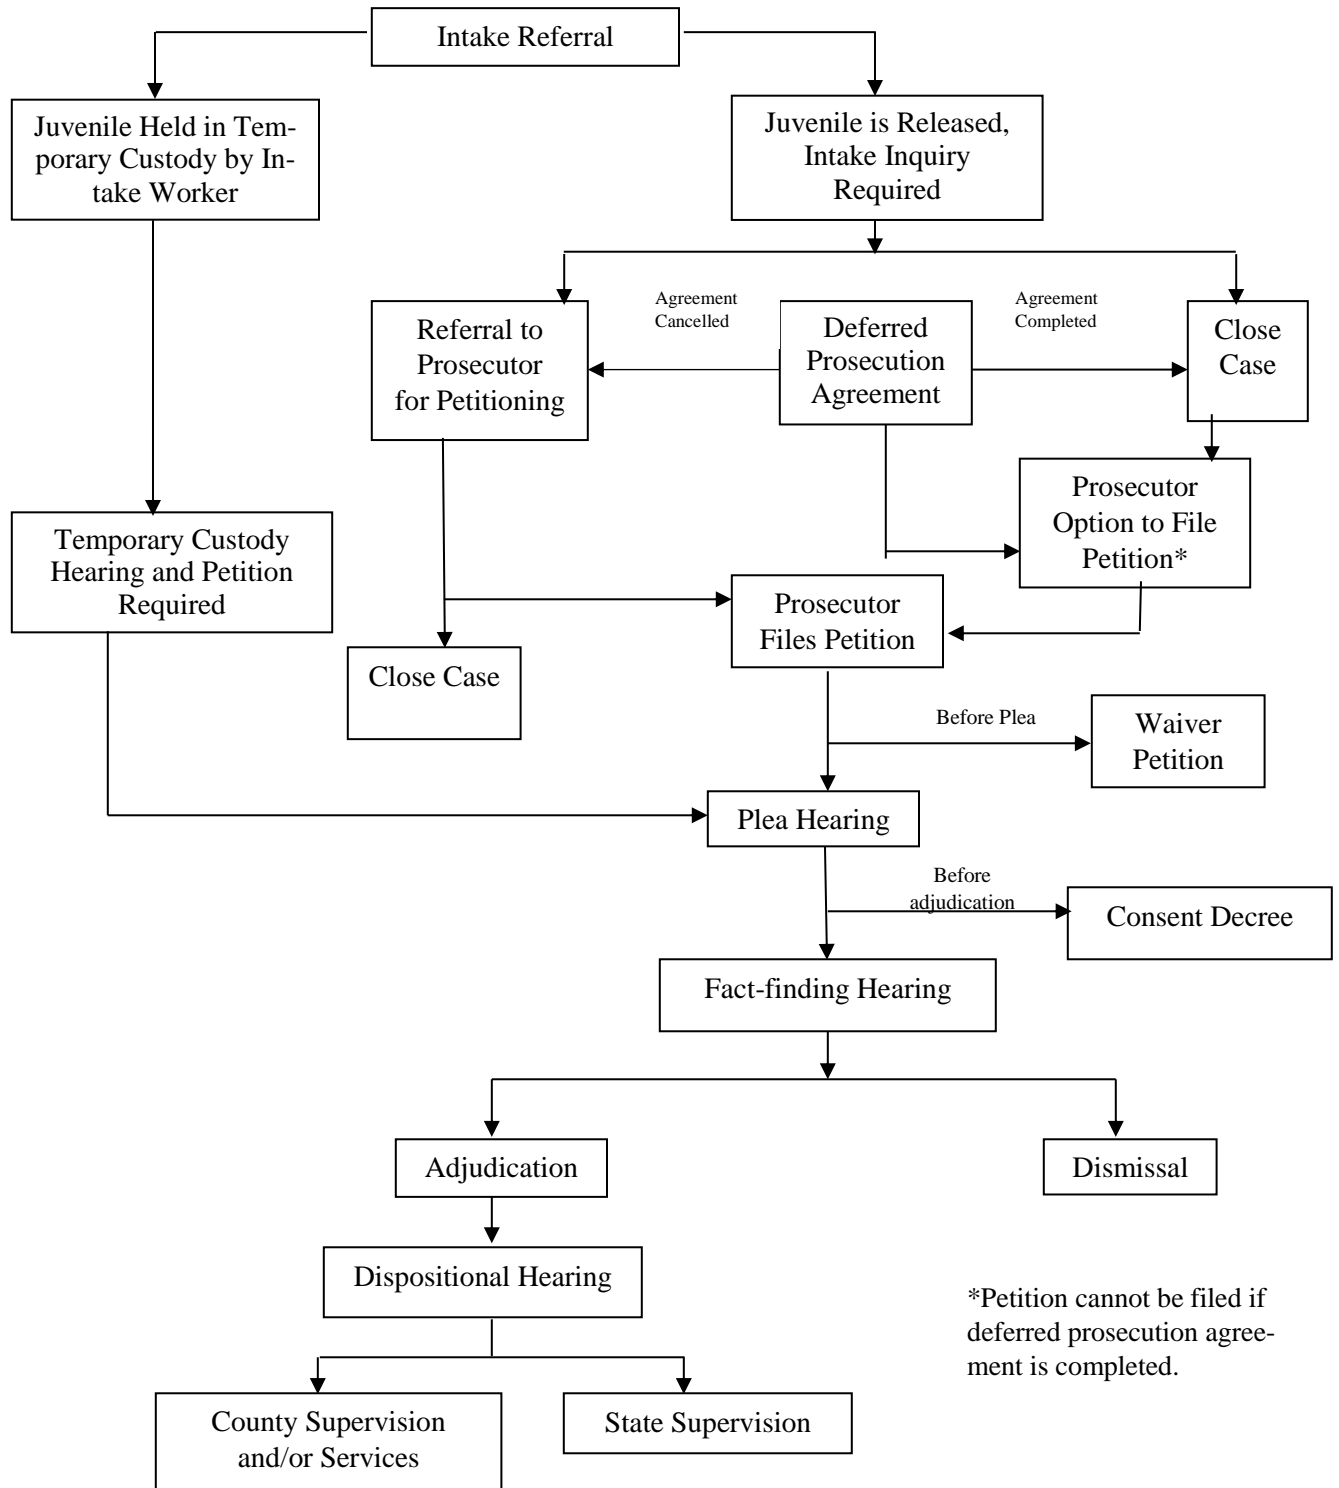 Intake Referral
Juvenile Held in Tem-
porary Custody by In-
take Worker
Juvenile is Released,
Intake Inquiry
Required
Agreement
Cancelled
Agreement
Completed
Referral to
Prosecutor
for Petitioning
Deferred
Prosecution
Agreement
Close
Case
Prosecutor
Option to File
Petition*
Temporary Custody
Hearing and Petition
Required
Prosecutor
Files Petition
Close Case
Before Plea
Waiver
Petition
Plea Hearing
Before
adjudication
Consent Decree
Fact-finding Hearing
Adjudication
Dismissal
Dispositional Hearing
*Petition cannot be filed if
deferred prosecution agree-
ment is completed.
County Supervision
and/or Services
State Supervision